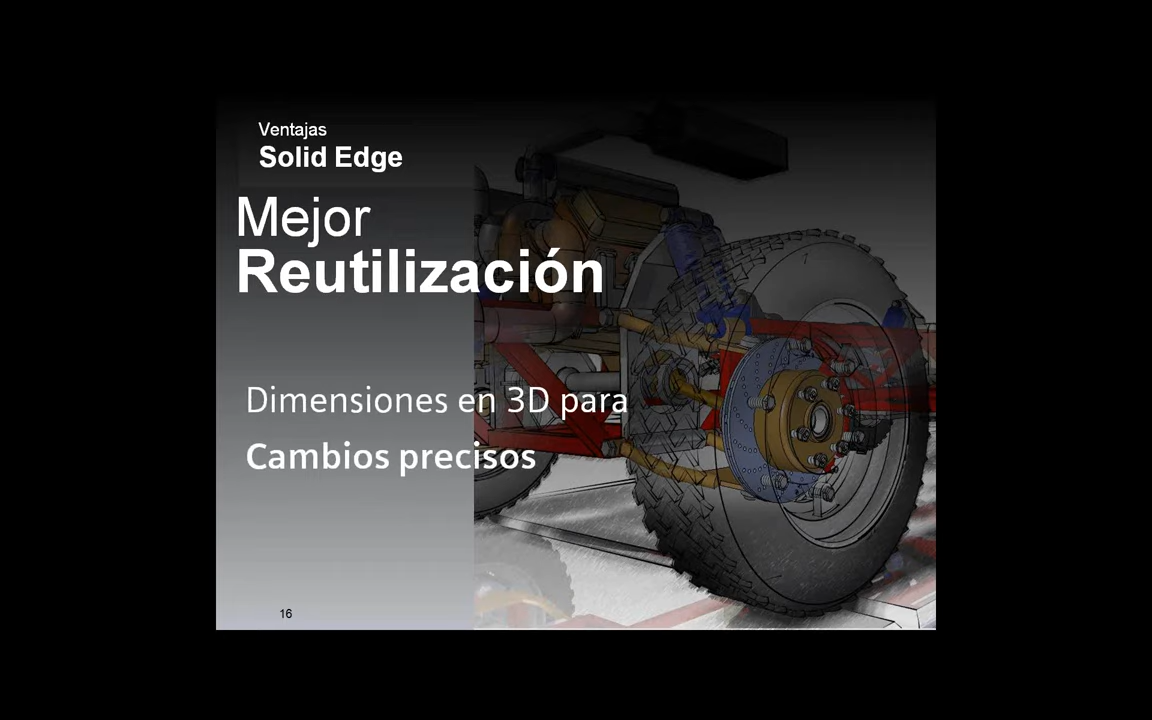 Ventajas
Solid Edge
Mejor
Reutilización
Dimensiones en 3D para
Cambios precisos
16